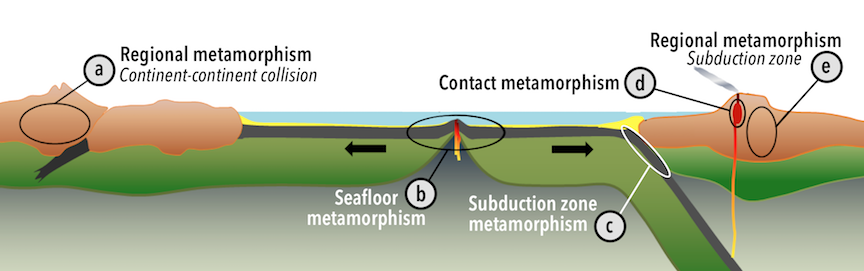 Regional metamorphism
a
Continent-continent collision
Regional metamorphism
Subduction zone
e
Contact metamorphism
d
Seafloor
metamorphism
b
Subduction zone
metamorphism
c